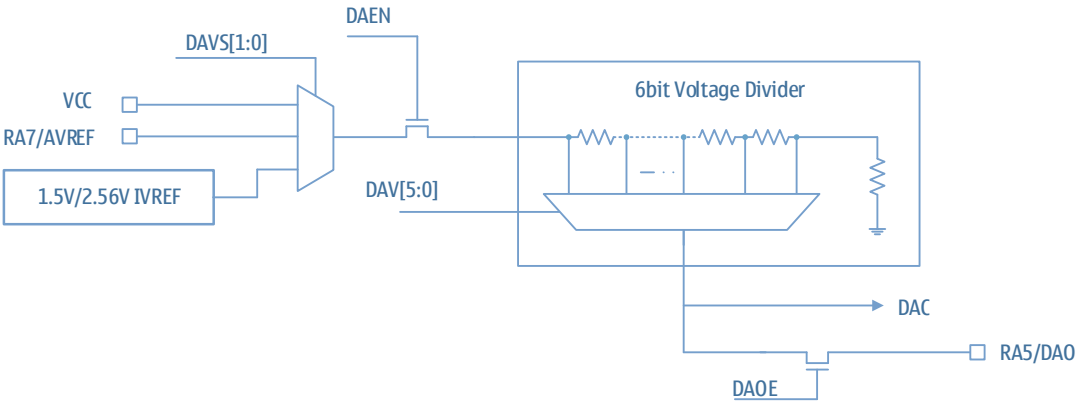 DAEN
DAVS[1:0]
6bit Voltage Divider
VCC
RA7/AVREF
1.5V/2.56V IVREF
DAV[5:0]
DAC
RA5/DAO
DAOE